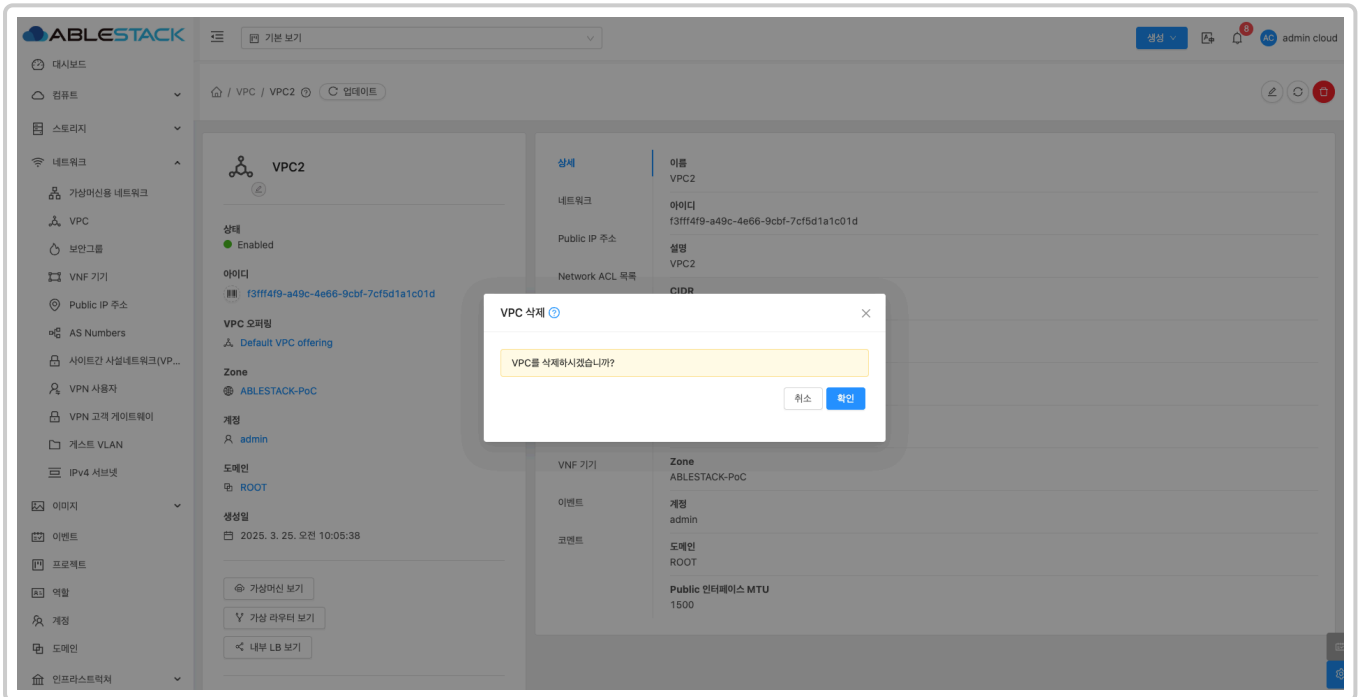 ABLESTACK
기본 보기
생성
8
AC
admin cloud
대시보드
컴퓨트
스토리지
네트워크
가상머신용 네트워크
VPC
보안그룹
VNF 기기
Public IP 주소
AS Numbers
사이트간 사설네트워크(VP...
VPN 사용자
VPN 고객 게이트웨이
게스트 VLAN
IPv4 서브넷
이미지
이벤트
프로젝트
역할
계정
도메인
인프라스트럭쳐
/ VPC / VPC2
업데이트
VPC2
상태
Enabled
아이디
f3fff4f9-a49c-4e66-9cbf-7cf5d1a1c01d
VPC 오퍼링
Default VPC offering
Zone
ABLESTACK-PoC
계정
admin
도메인
ROOT
생성일
2025. 3. 25. 오전 10:05:38
가상머신 보기
가상 라우터 보기
내부 LB 보기
상세
네트워크
Public IP 주소
Network ACL 목록
VNF 기기
이벤트
코멘트
이름
VPC2
아이디
f3fff4f9-a49c-4e66-9cbf-7cf5d1a1c01d
설명
VPC2
CIDR
Zone
ABLESTACK-PoC
계정
admin
도메인
ROOT
Public 인터페이스 MTU
1500
VPC 삭제
VPC를 삭제하시겠습니까?
취소
확인